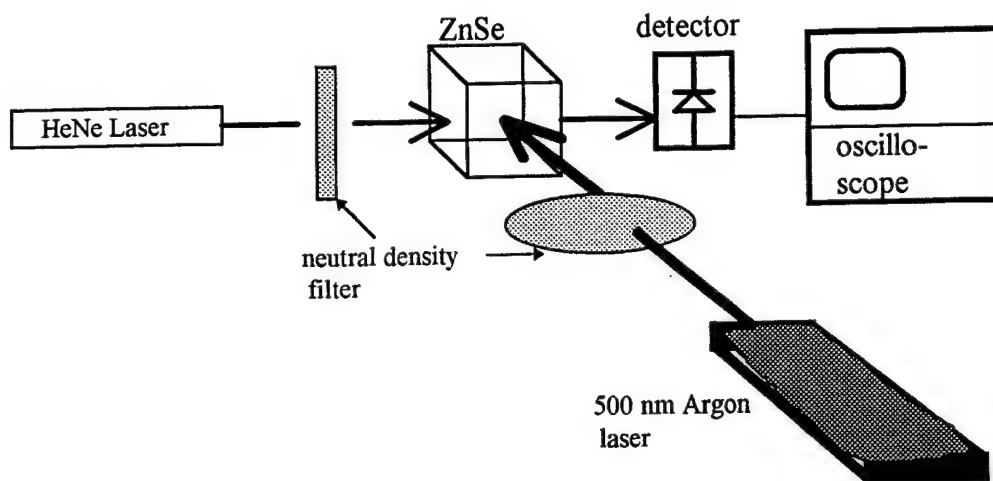 ZnSe
detector
HeNe Laser
oscillo-
scope
neutral density
filter
500 nm Argon
laser